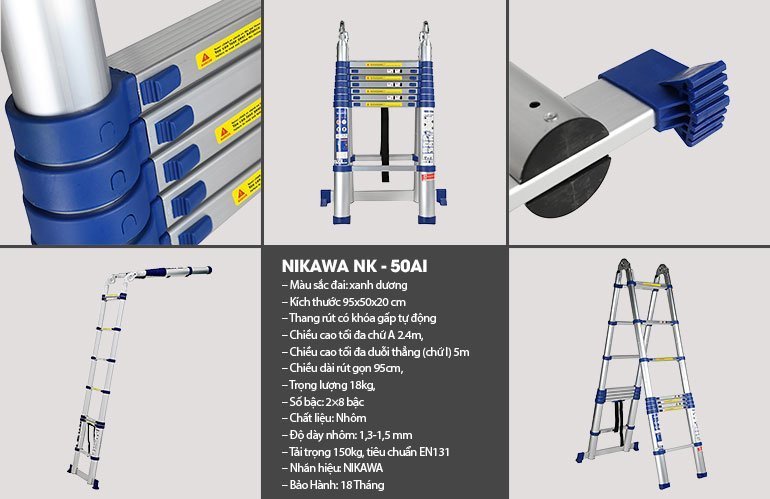 NIKAWA NK - 50AI
– Màu sắc đai: xanh dương
– Kích thước 95x50x20 cm
– Thang rút có khóa gấp tự động
– Chiều cao tối đa chữ A 2.4m,
– Chiều cao tối đa duỗi thẳng (chữ I) 5m
– Chiều dài rút gọn 95cm,
– Trọng lượng 18kg,
– Số bậc: 2×8 bậc
– Chất liệu: Nhôm
– Độ dày nhôm: 1,3-1,5 mm
– Tải trọng 150kg, tiêu chuẩn EN131
– Nhãn hiệu: NIKAWA
– Bảo Hành: 18 Tháng